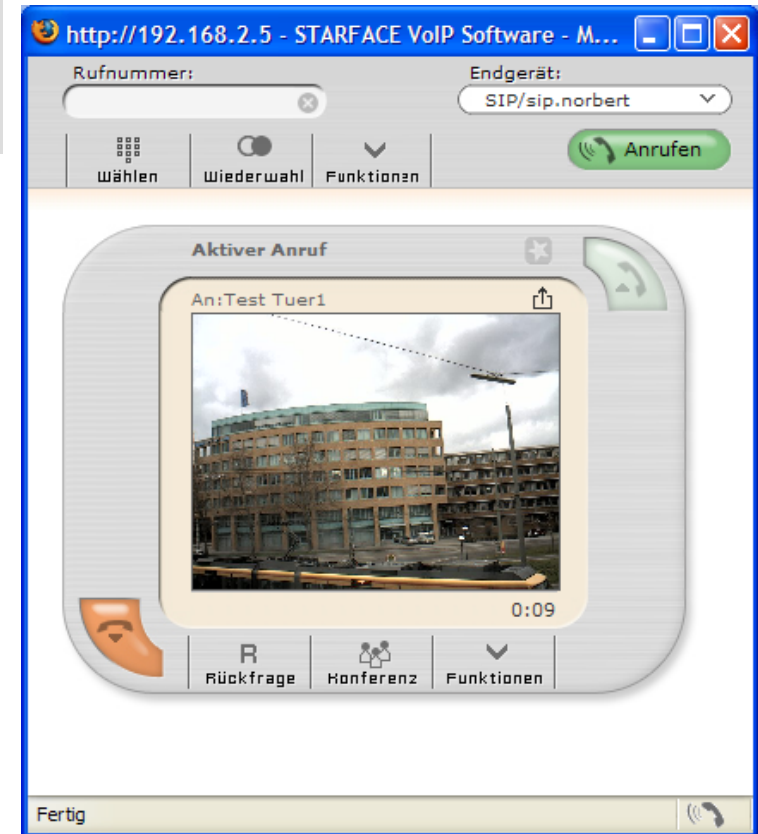 http://192.168.2.5 - STARFACE VoIP Software - M...
Rufnummer:
Endgerät:
SIP/sip.norbert
Wählen
Wiederwahl
Funktionen
Anrufen
Aktiver Anruf
An:Test Tuer1
0:09
R
Rückfrage
Konferenz
Funktionen
Fertig